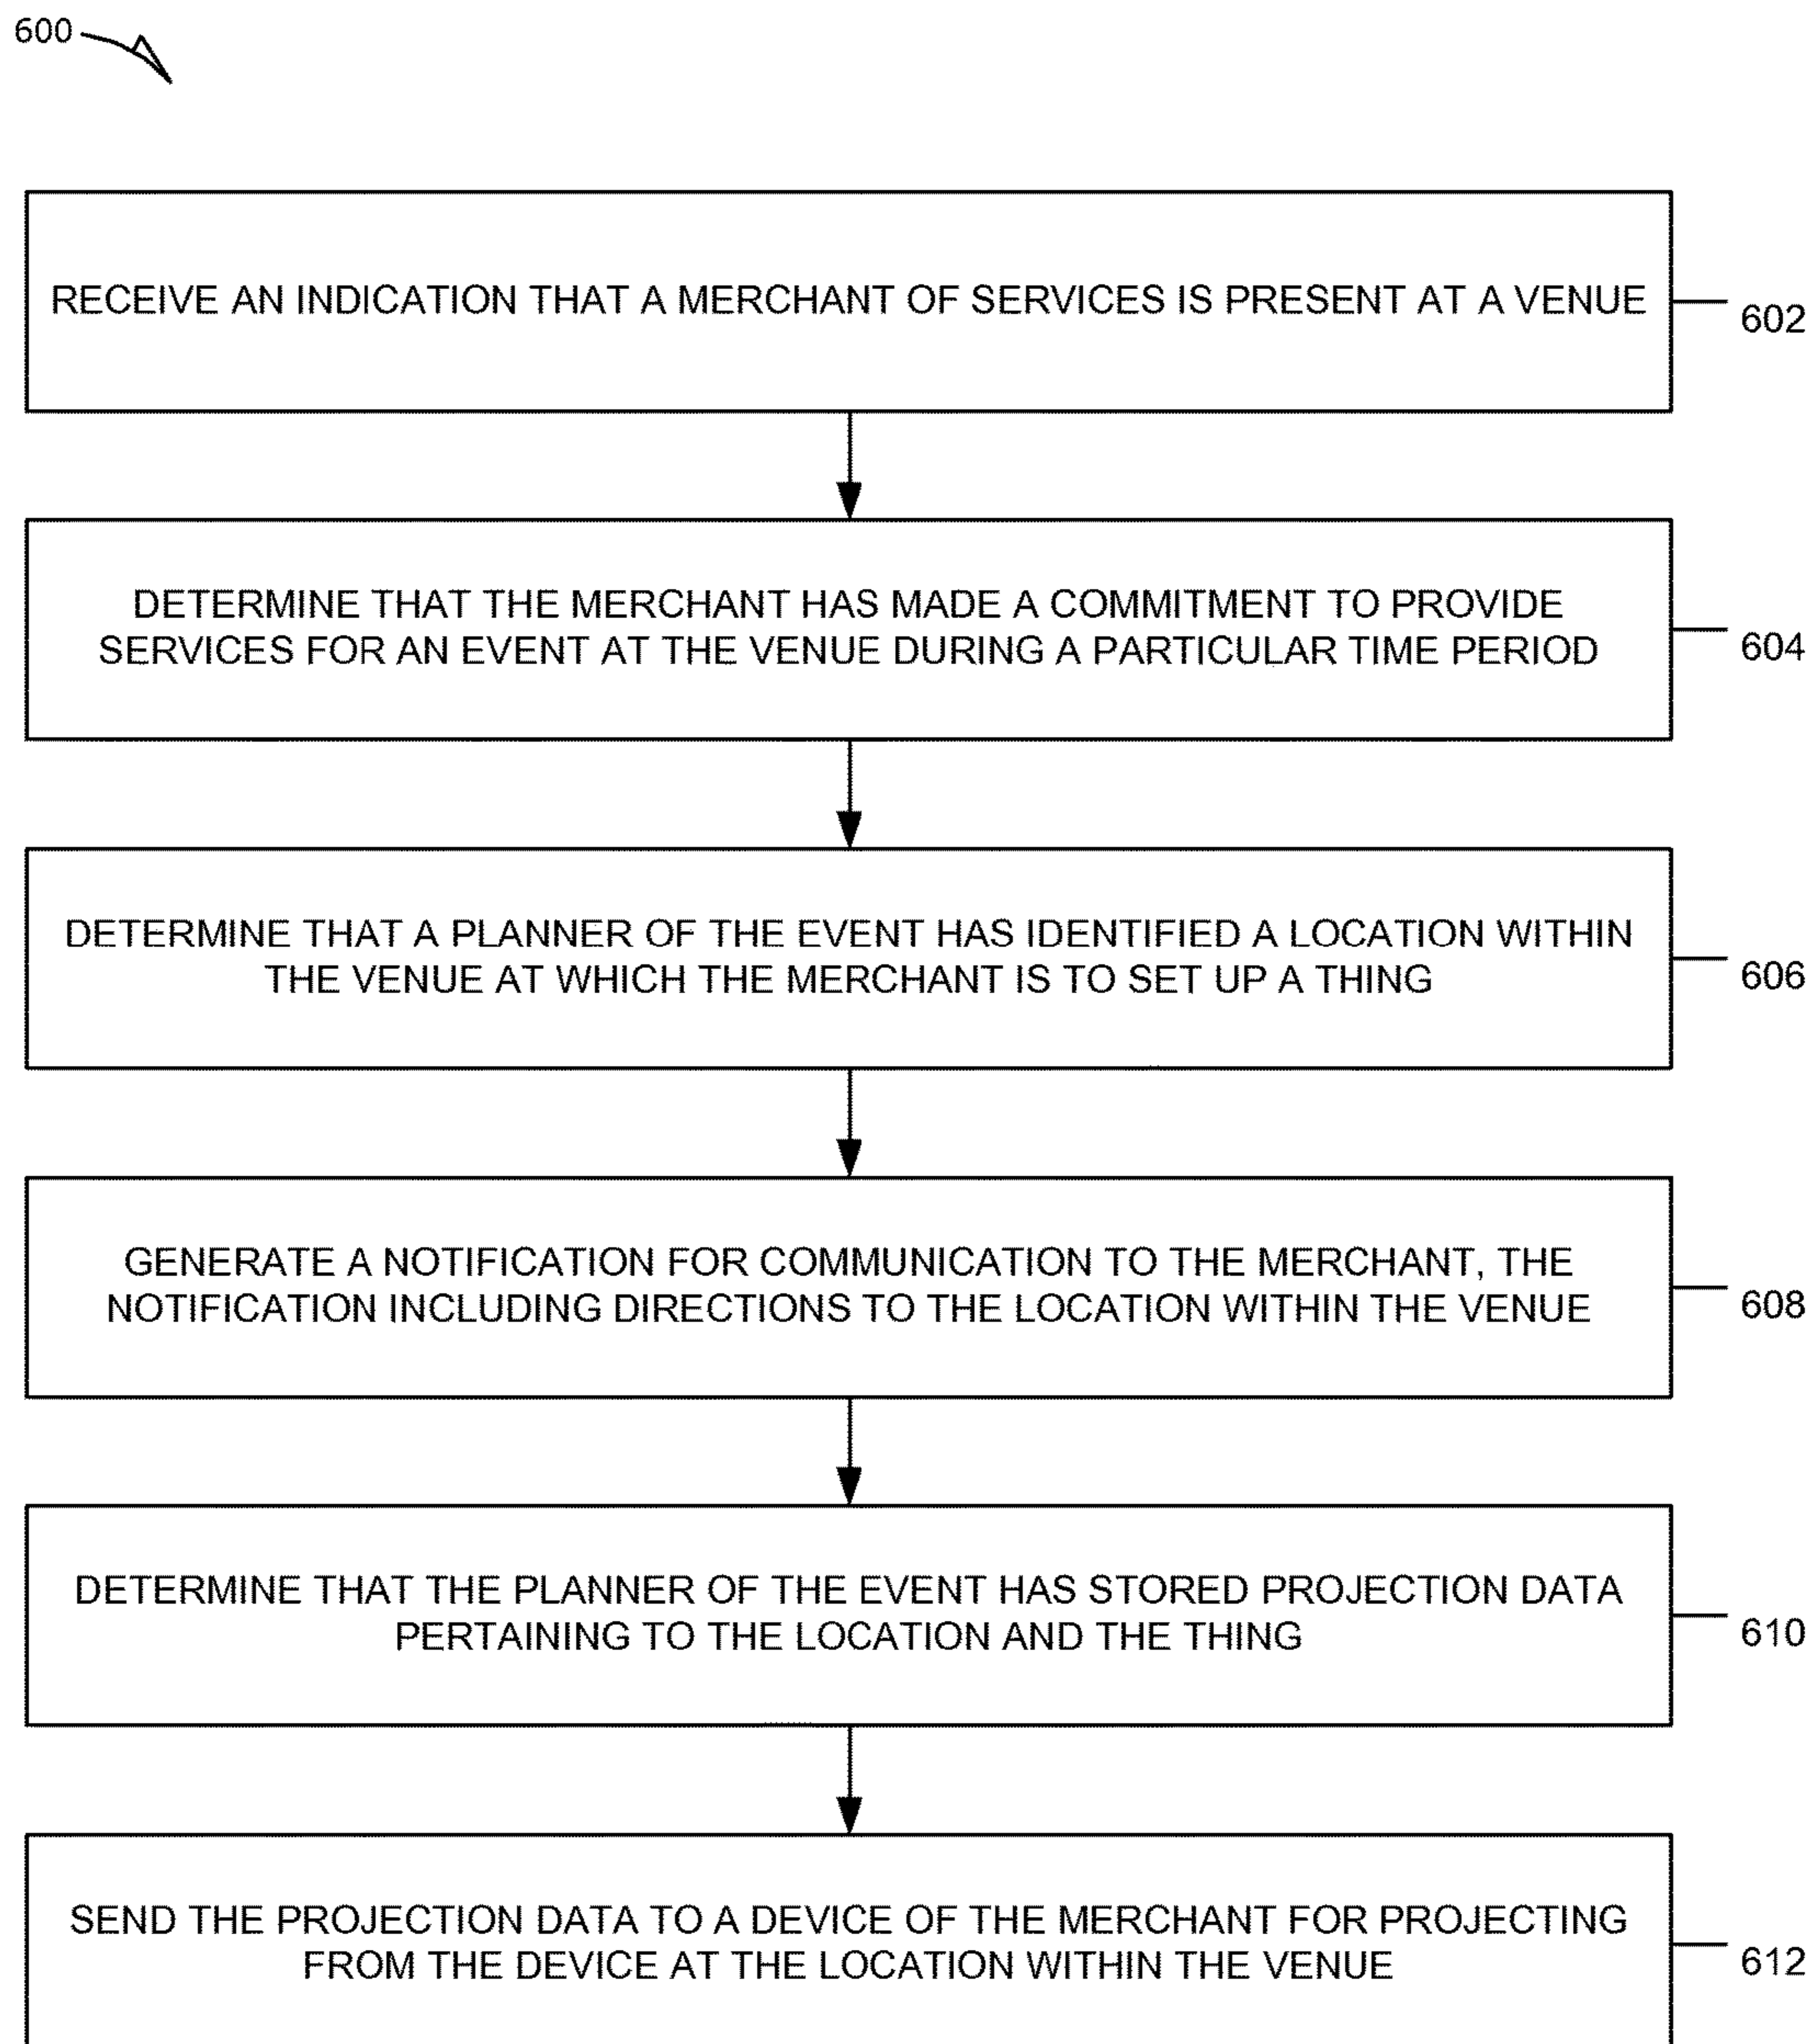 600
RECEIVE AN INDICATION THAT A MERCHANT OF SERVICES IS PRESENT AT A VENUE
602
DETERMINE THAT THE MERCHANT HAS MADE A COMMITMENT TO PROVIDE
SERVICES FOR AN EVENT AT THE VENUE DURING A PARTICULAR TIME PERIOD
604
DETERMINE THAT A PLANNER OF THE EVENT HAS IDENTIFIED A LOCATION WITHIN
THE VENUE AT WHICH THE MERCHANT IS TO SET UP A THING
606
GENERATE A NOTIFICATION FOR COMMUNICATION TO THE MERCHANT, THE
NOTIFICATION INCLUDING DIRECTIONS TO THE LOCATION WITHIN THE VENUE
608
DETERMINE THAT THE PLANNER OF THE EVENT HAS STORED PROJECTION DATA
PERTAINING TO THE LOCATION AND THE THING
610
SEND THE PROJECTION DATA TO A DEVICE OF THE MERCHANT FOR PROJECTING
FROM THE DEVICE AT THE LOCATION WITHIN THE VENUE
612